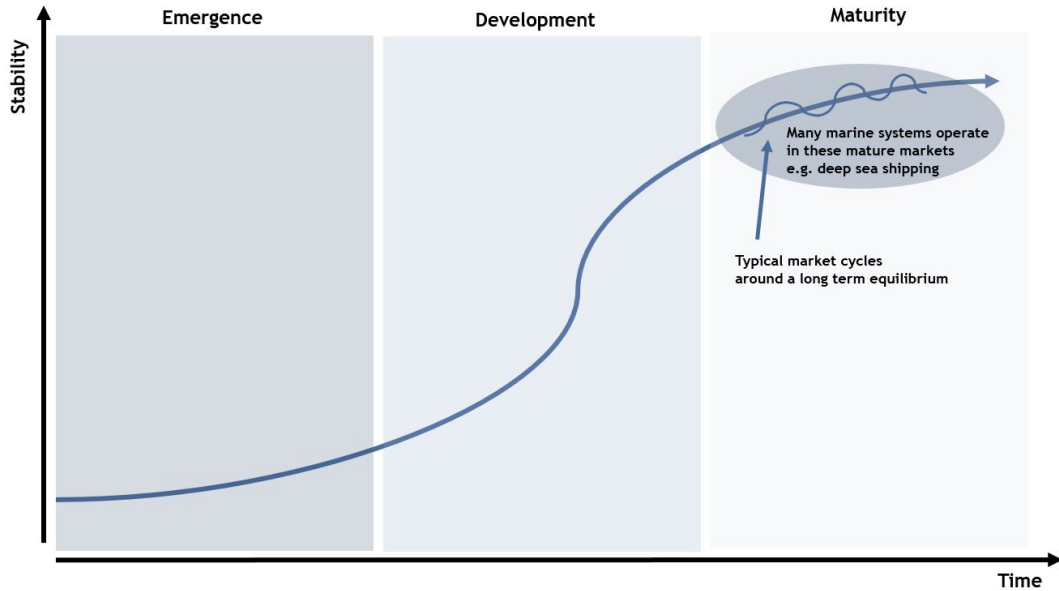 Emergence
Development
Maturity
Stability
Many marine systems operate
in these mature markets
e.g. deep sea shipping
Typical market cycles
around a long term equilibrium
Time